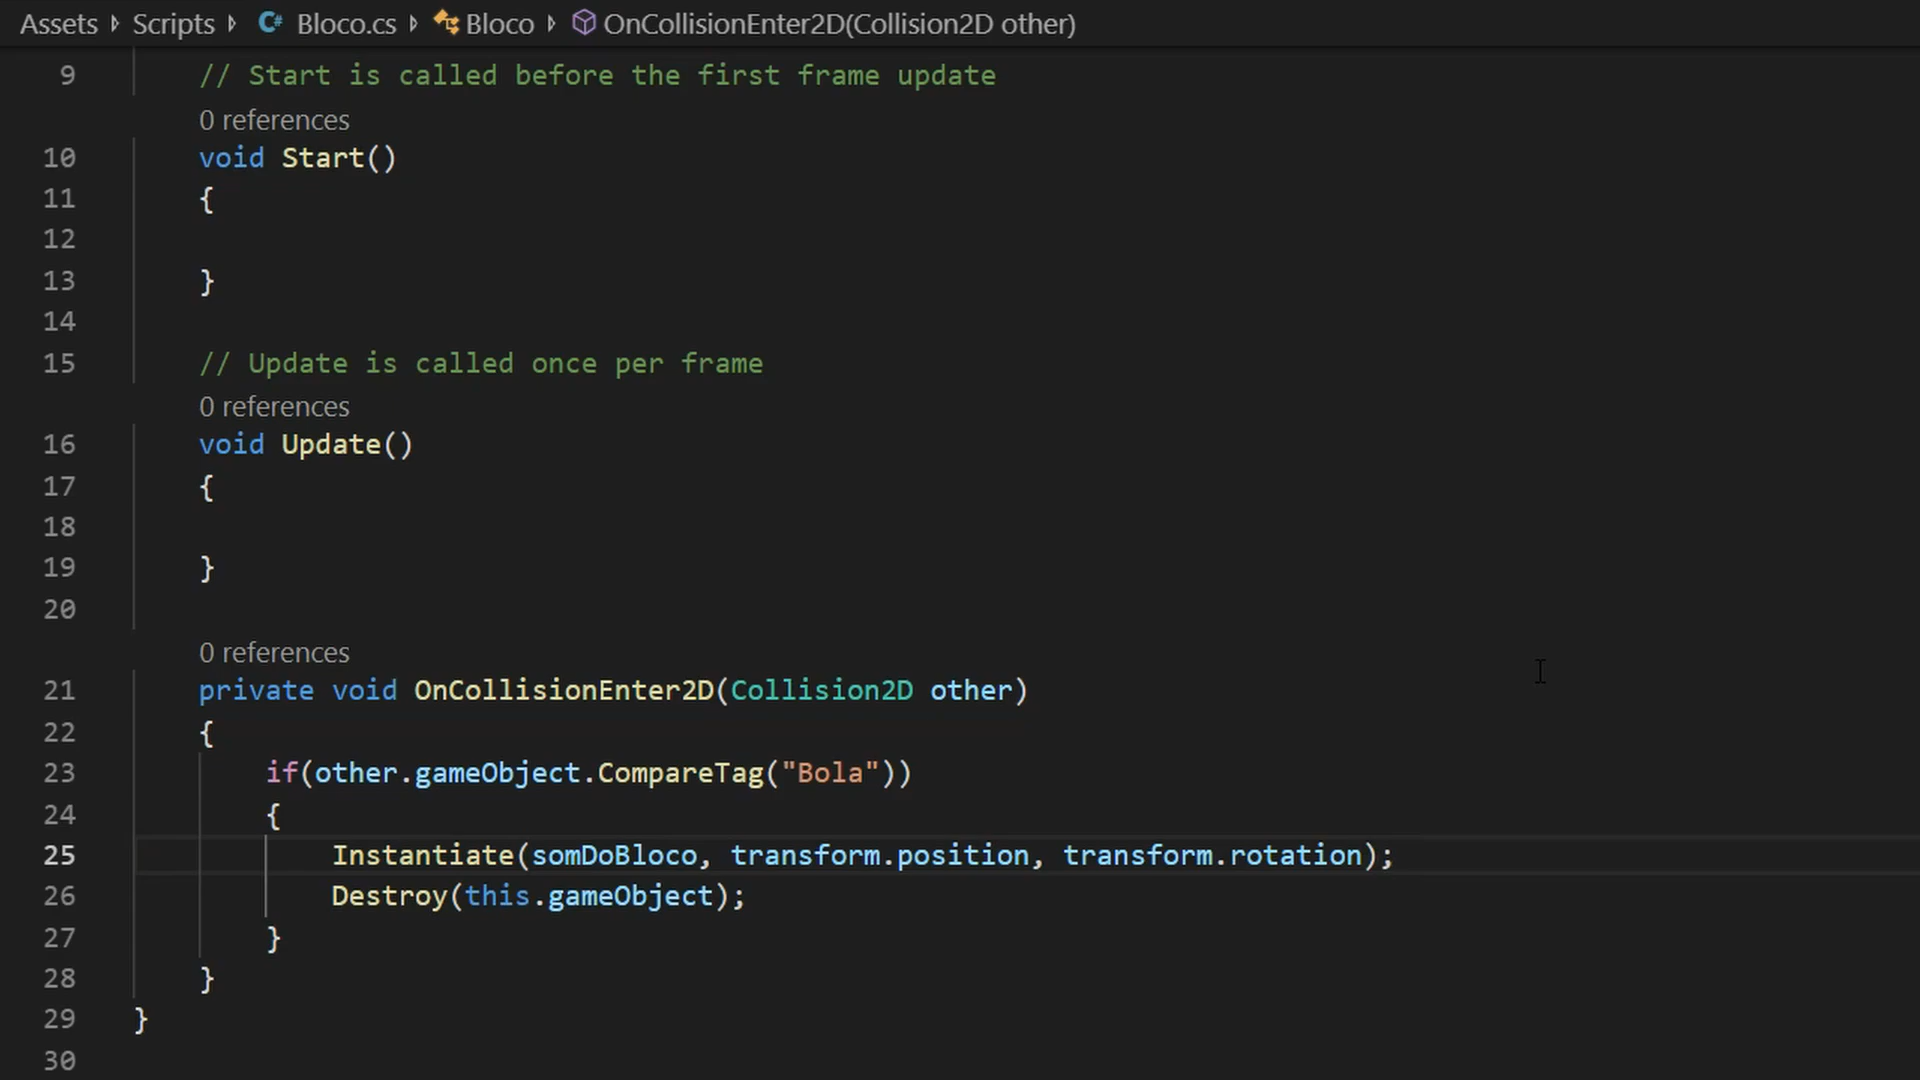 Assets Scripts C# Bloco.cs Bloco OnCollisionEnter2D(Collision2D other)
9 // Start is called before the first frame update
0 references
10 void Start()
11 {
12
13 }
14
15 // Update is called once per frame
0 references
16 void Update()
17 {
18
19 }
20
0 references
21 private void OnCollisionEnter2D(Collision2D other)
22 {
23 if(other.gameObject.CompareTag("Bola"))
24 {
25 Instantiate(somDoBloco, transform.position, transform.rotation);
26 Destroy(this.gameObject);
27 }
28 }
29 }
30